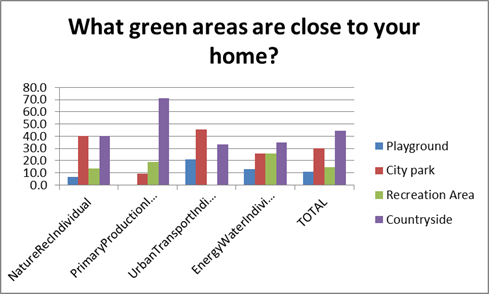 What green areas are close to your
home?
80.0
70.0
60.0
50.0
40.0
30.0
20.0
10.0
0.0
NatureRecIndividual
PrimaryProductionI...
UrbanTransportIndi...
EnergyWaterIndivi...
TOTAL
Playground
City park
Recreation Area
Countryside